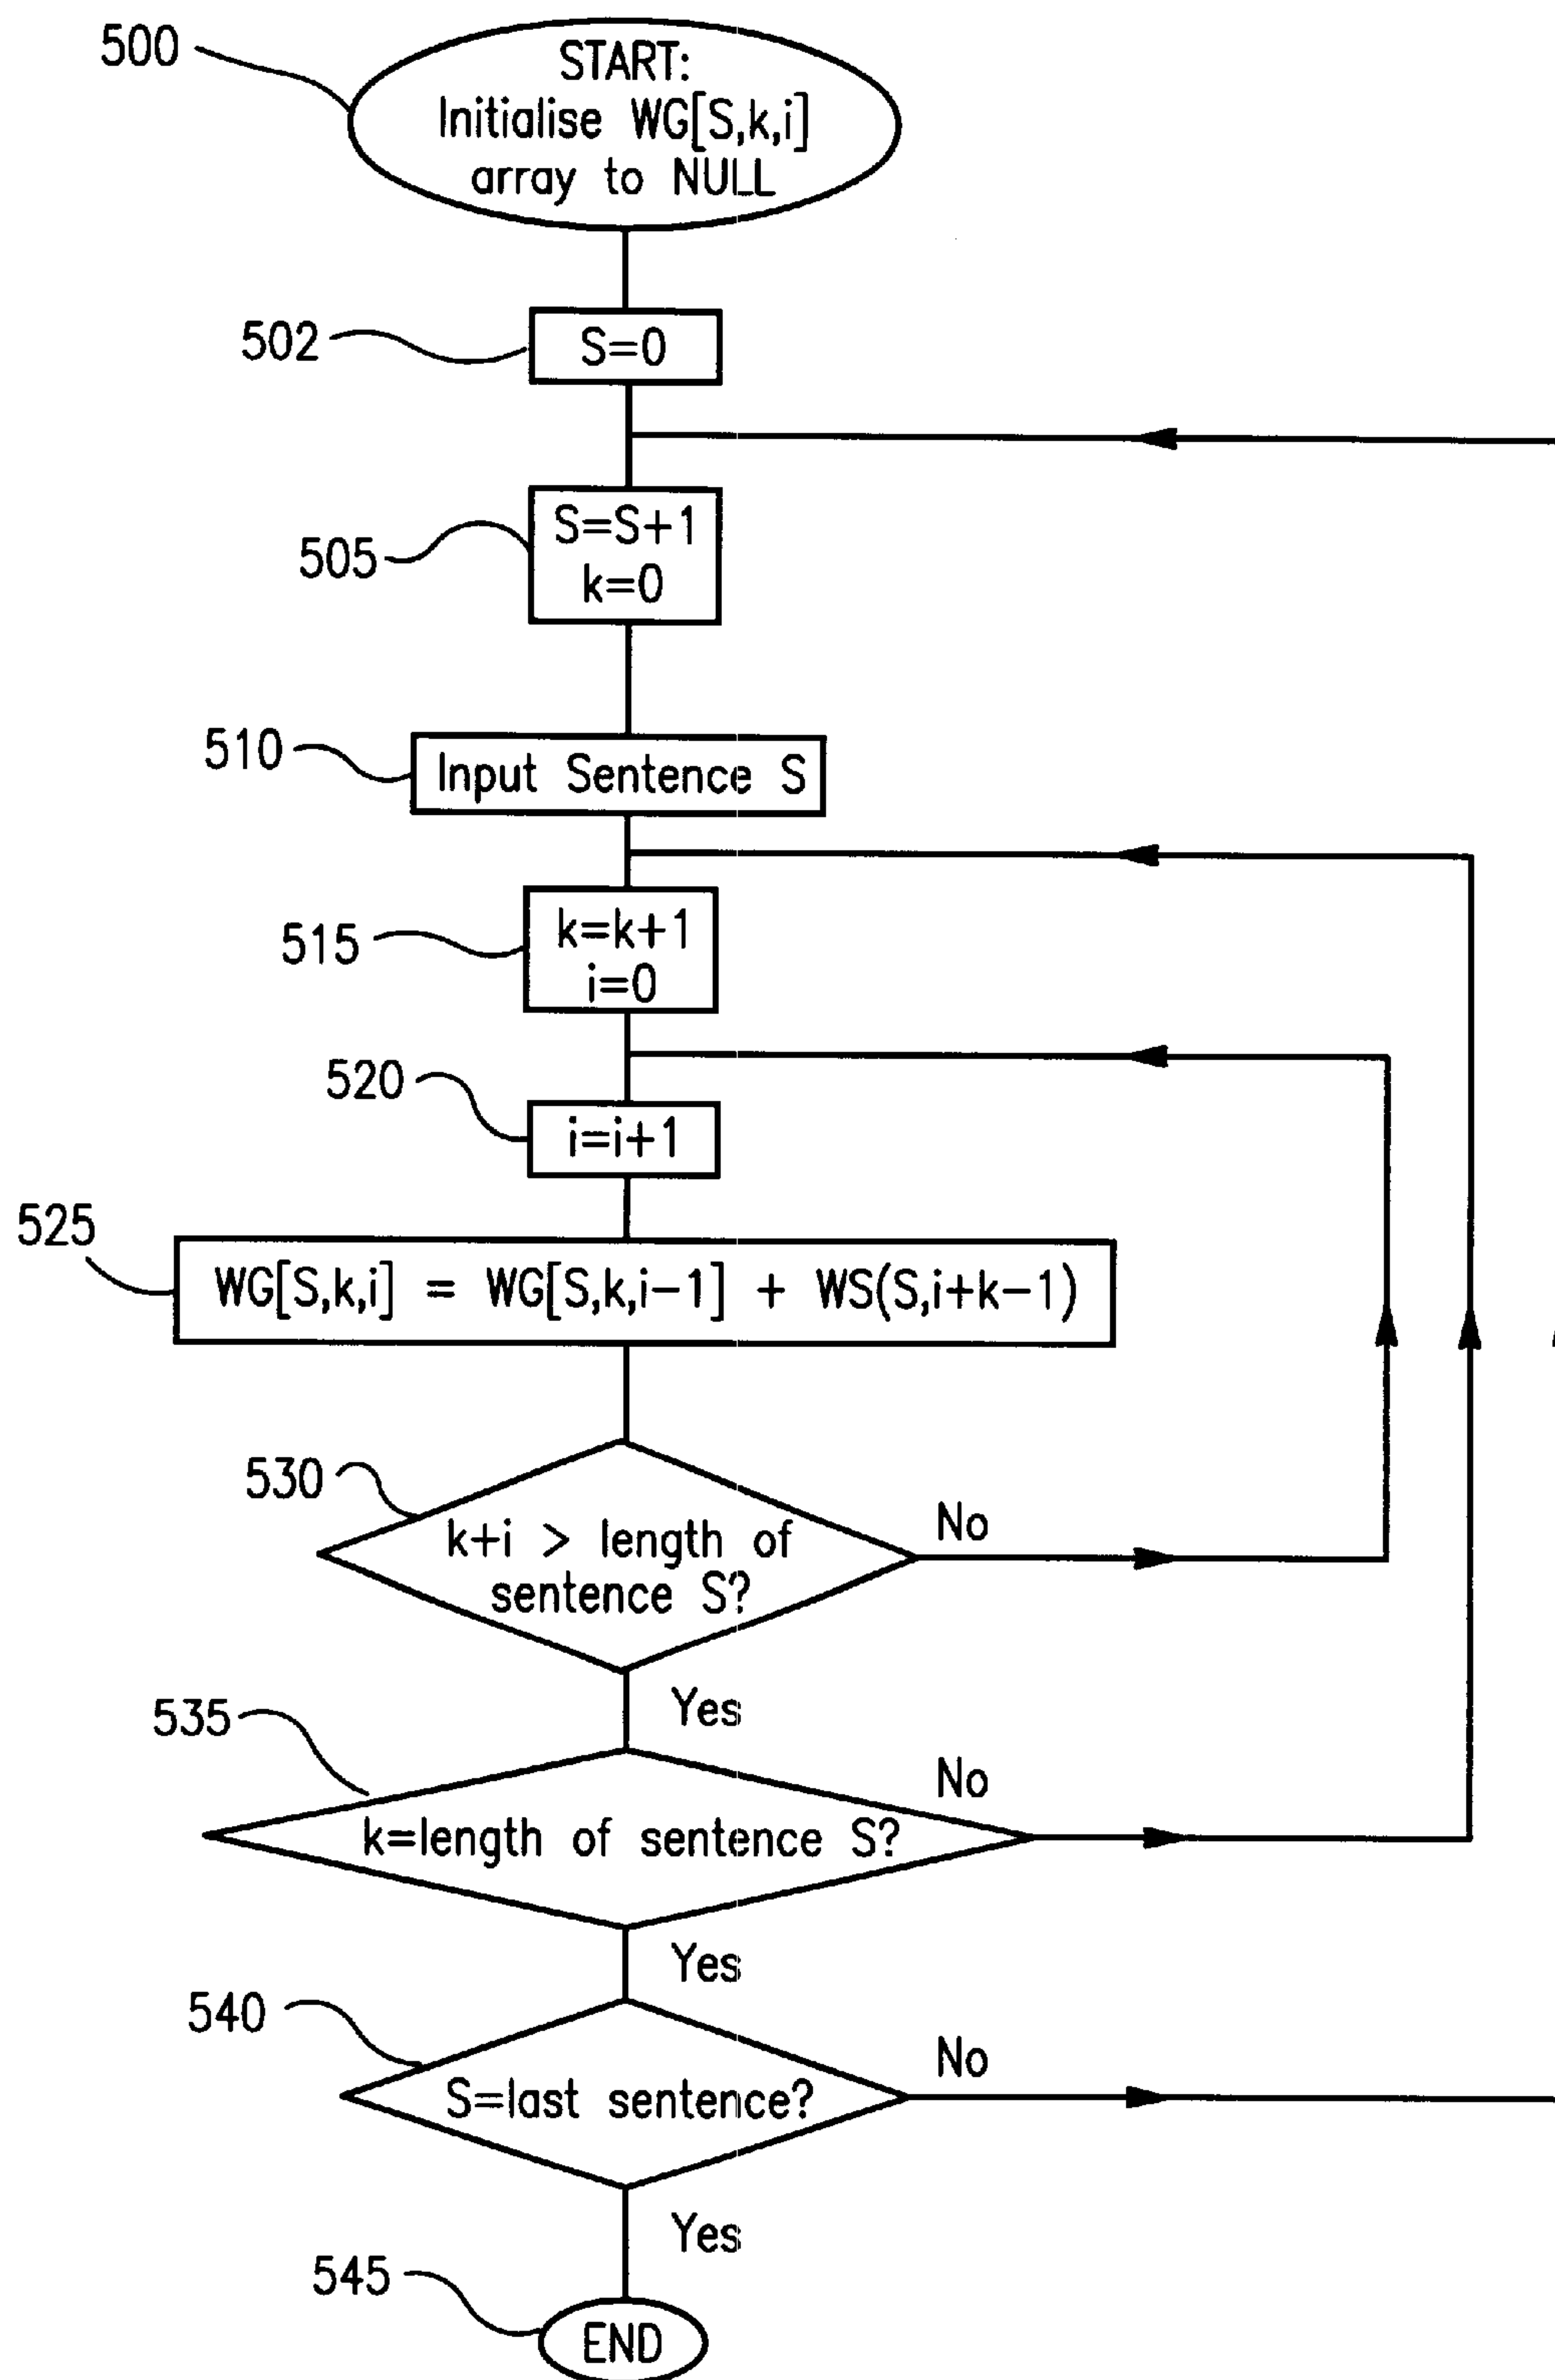 500
START:
Initialise WG[S,k,i]
array to NULL
502
S=0
505
S=S+1
k=0
510
Input Sentence S
515
k=k+1
i=0
520
i=i+1
525
WG[S,k,i] = WG[S,k,i-1] + WS(S,i+k-1)
530
k+i > length of
sentence S?
No
Yes
535
k=length of sentence S?
No
Yes
540
S=last sentence?
No
Yes
545
END